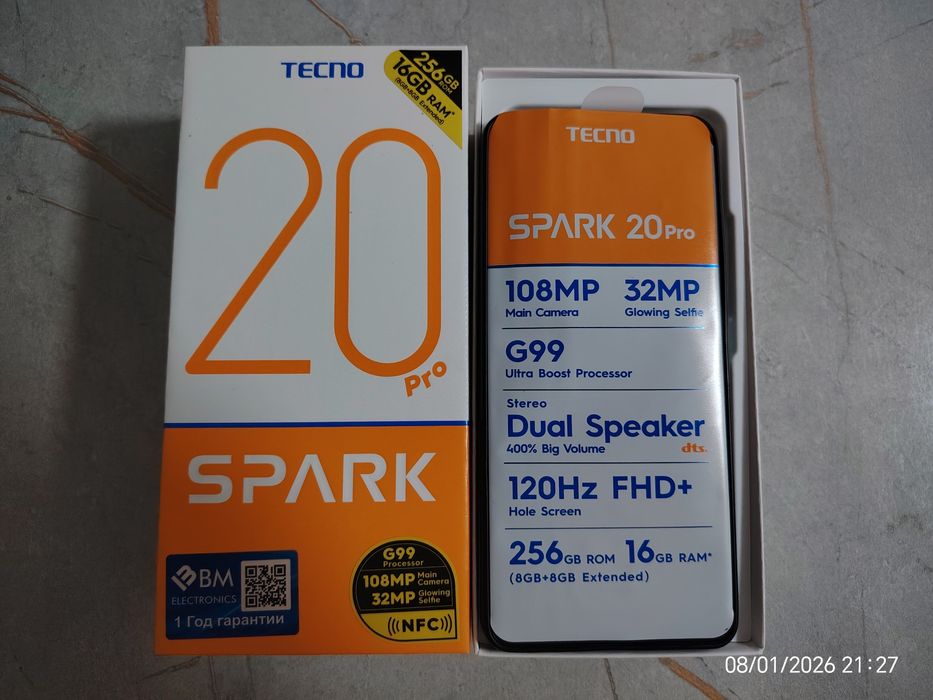 TECNO
256GB
ROM
16GB RAM*
(8GB+8GB Extended)
20
Pro
SPARK
BM
ELECTRONICS
1 Год гарантии
G99
Processor
108MP Main Camera
32MP Glowing Selfie
NFC
TECNO
SPARK 20 Pro
108MP 32MP
Main Camera Glowing Selfie
G99
Ultra Boost Processor
Stereo
Dual Speaker
400% Big Volume dts.
120Hz FHD+
Hole Screen
256GB ROM 16GB RAM*
(8GB+8GB Extended)
08/01/2026 21:27